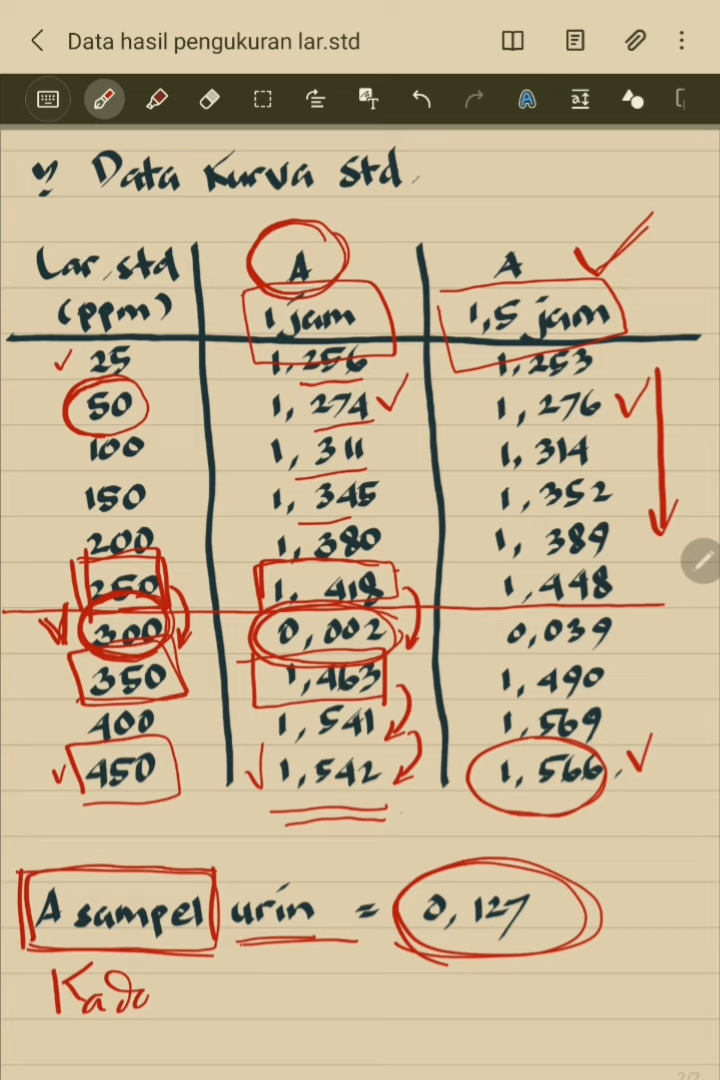 Data hasil pengukuran lar.std
Data Kurva Std.
Lar.std A A
(ppm) 1 jam 1,5 jam
25 1,256 1,253
50 1,274 1,276
100 1,311 1,314
150 1,345 1,352
200 1,380 1,389
250 1,418 1,448
300 0,002 0,039
350 1,463 1,490
400 1,541 1,569
450 1,542 1,566
A sampel urin = 0,127
Kado